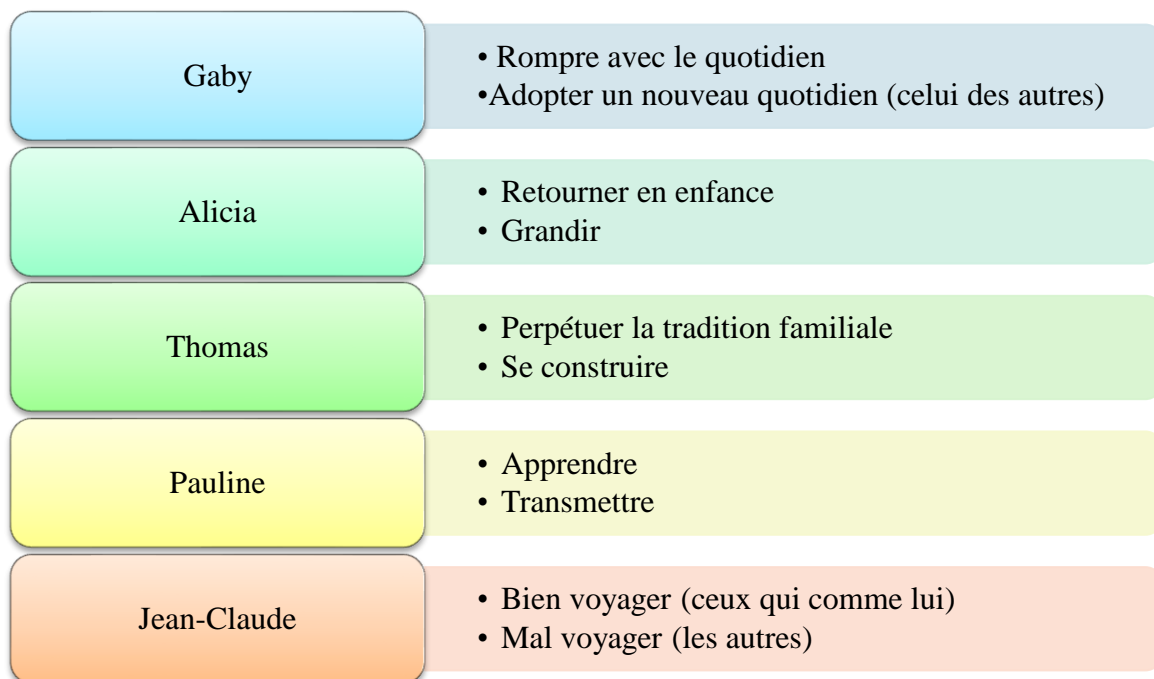 Gaby
• Rompre avec le quotidien
•Adopter un nouveau quotidien (celui des autres)
Alicia
• Retourner en enfance
• Grandir
Thomas
• Perpétuer la tradition familiale
• Se construire
Pauline
• Apprendre
• Transmettre
Jean-Claude
• Bien voyager (ceux qui comme lui)
• Mal voyager (les autres)